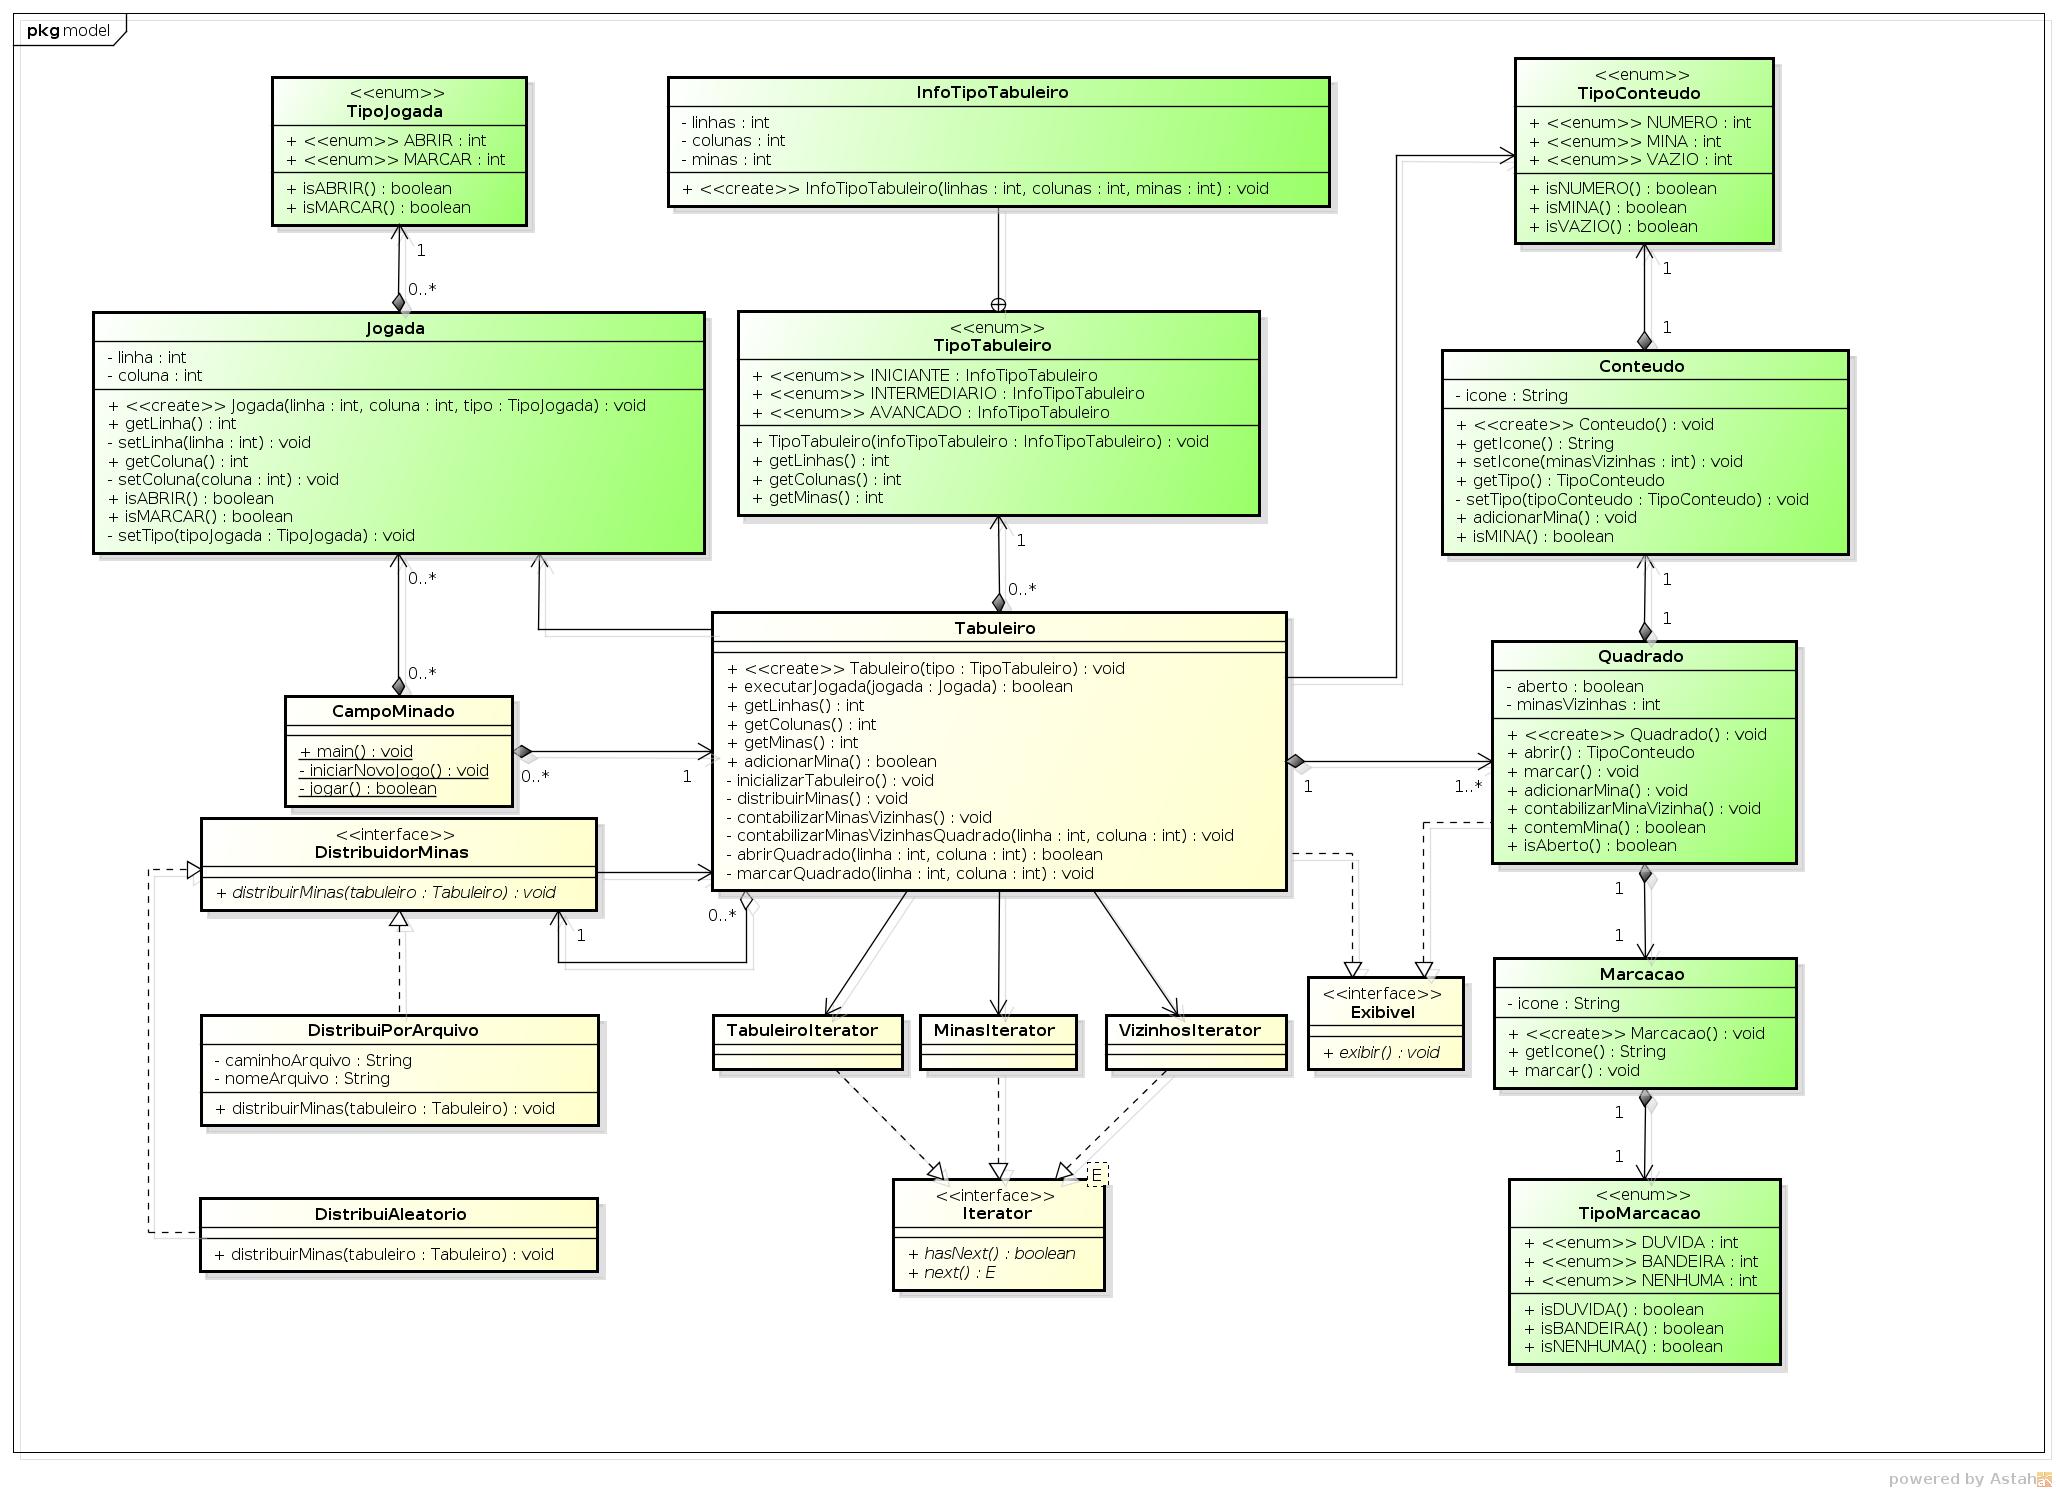 pkg model
<<enum>>
TipoJogada
+ <<enum>> ABRIR : int
+ <<enum>> MARCAR : int
+ isABRIR() : boolean
+ isMARCAR() : boolean
InfoTipoTabuleiro
- linhas : int
- colunas : int
- minas : int
+ <<create>> InfoTipoTabuleiro(linhas : int, colunas : int, minas : int) : void
<<enum>>
TipoConteudo
+ <<enum>> NUMERO : int
+ <<enum>> MINA : int
+ <<enum>> VAZIO : int
+ isNUMERO() : boolean
+ isMINA() : boolean
+ isVAZIO() : boolean
1
0..*
1
1
Jogada
- linha : int
- coluna : int
+ <<create>> Jogada(linha : int, coluna : int, tipo : TipoJogada) : void
+ getLinha() : int
- setLinha(linha : int) : void
+ getColuna() : int
- setColuna(coluna : int) : void
+ isABRIR() : boolean
+ isMARCAR() : boolean
- setTipo(tipoJogada : TipoJogada) : void
<<enum>>
TipoTabuleiro
+ <<enum>> INICIANTE : InfoTipoTabuleiro
+ <<enum>> INTERMEDIARIO : InfoTipoTabuleiro
+ <<enum>> AVANCADO : InfoTipoTabuleiro
+ TipoTabuleiro(infoTipoTabuleiro : InfoTipoTabuleiro) : void
+ getLinhas() : int
+ getColunas() : int
+ getMinas() : int
Conteudo
- icone : String
+ <<create>> Conteudo() : void
+ getIcone() : String
+ setIcone(minasVizinhas : int) : void
+ getTipo() : TipoConteudo
- setTipo(tipoConteudo : TipoConteudo) : void
+ adicionarMina() : void
+ isMINA() : boolean
0..*
0..*
1
0..*
1
1
CampoMinado
+ main() : void
- iniciarNovoJogo() : void
- jogar() : boolean
0..*
1
Tabuleiro
+ <<create>> Tabuleiro(tipo : TipoTabuleiro) : void
+ executarJogada(jogada : Jogada) : boolean
+ getLinhas() : int
+ getColunas() : int
+ getMinas() : int
+ adicionarMina() : boolean
- inicializarTabuleiro() : void
- distribuirMinas() : void
- contabilizarMinasVizinhas() : void
- contabilizarMinasVizinhasQuadrado(linha : int, coluna : int) : void
- abrirQuadrado(linha : int, coluna : int) : boolean
- marcarQuadrado(linha : int, coluna : int) : void
1
1..*
Quadrado
- aberto : boolean
- minasVizinhas : int
+ <<create>> Quadrado() : void
+ abrir() : TipoConteudo
+ marcar() : void
+ adicionarMina() : void
+ contabilizarMinaVizinha() : void
+ contemMina() : boolean
+ isAberto() : boolean
<<interface>>
DistribuidorMinas
+ distribuirMinas(tabuleiro : Tabuleiro) : void
0..*
1
1
1
DistribuiPorArquivo
- caminhoArquivo : String
- nomeArquivo : String
+ distribuirMinas(tabuleiro : Tabuleiro) : void
TabuleiroIterator
MinasIterator
VizinhosIterator
<<interface>>
Exibivel
+ exibir() : void
Marcacao
- icone : String
+ <<create>> Marcacao() : void
+ getIcone() : String
+ marcar() : void
1
1
DistribuiAleatorio
+ distribuirMinas(tabuleiro : Tabuleiro) : void
E
<<interface>>
Iterator
+ hasNext() : boolean
+ next() : E
<<enum>>
TipoMarcacao
+ <<enum>> DUVIDA : int
+ <<enum>> BANDEIRA : int
+ <<enum>> NENHUMA : int
+ isDUVIDA() : boolean
+ isBANDEIRA() : boolean
+ isNENHUMA() : boolean
powered by Astah